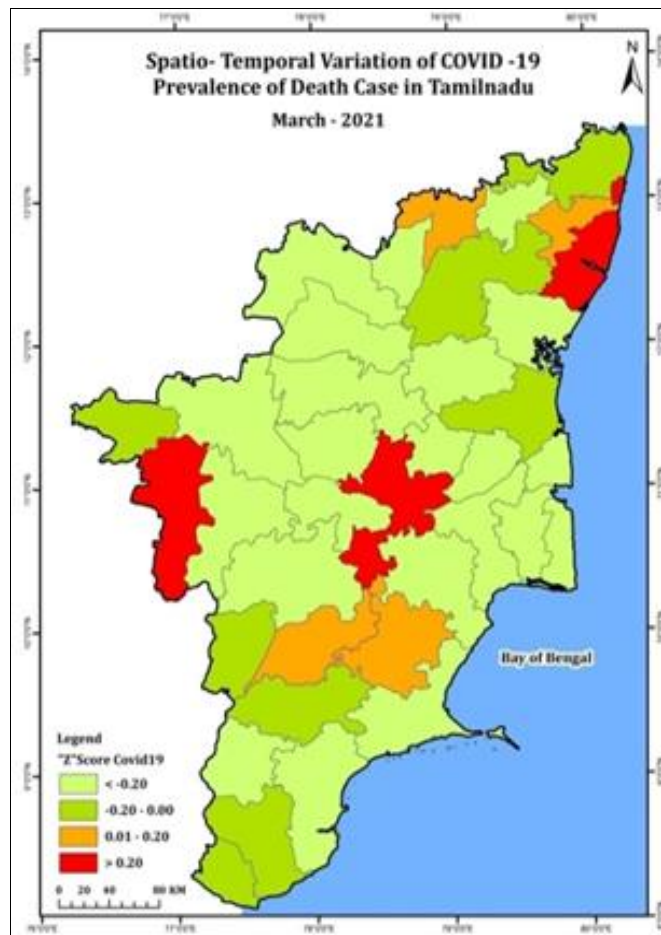 Spatio- Temporal Variation of COVID -19
Prevalence of Death Case in Tamilnadu
March - 2021
N
Bay of Bengal
Legend
"Z"Score Covid19
< -0.20
-0.20 - 0.00
0.01 - 0.20
> 0.20
0 20 40 80 KM